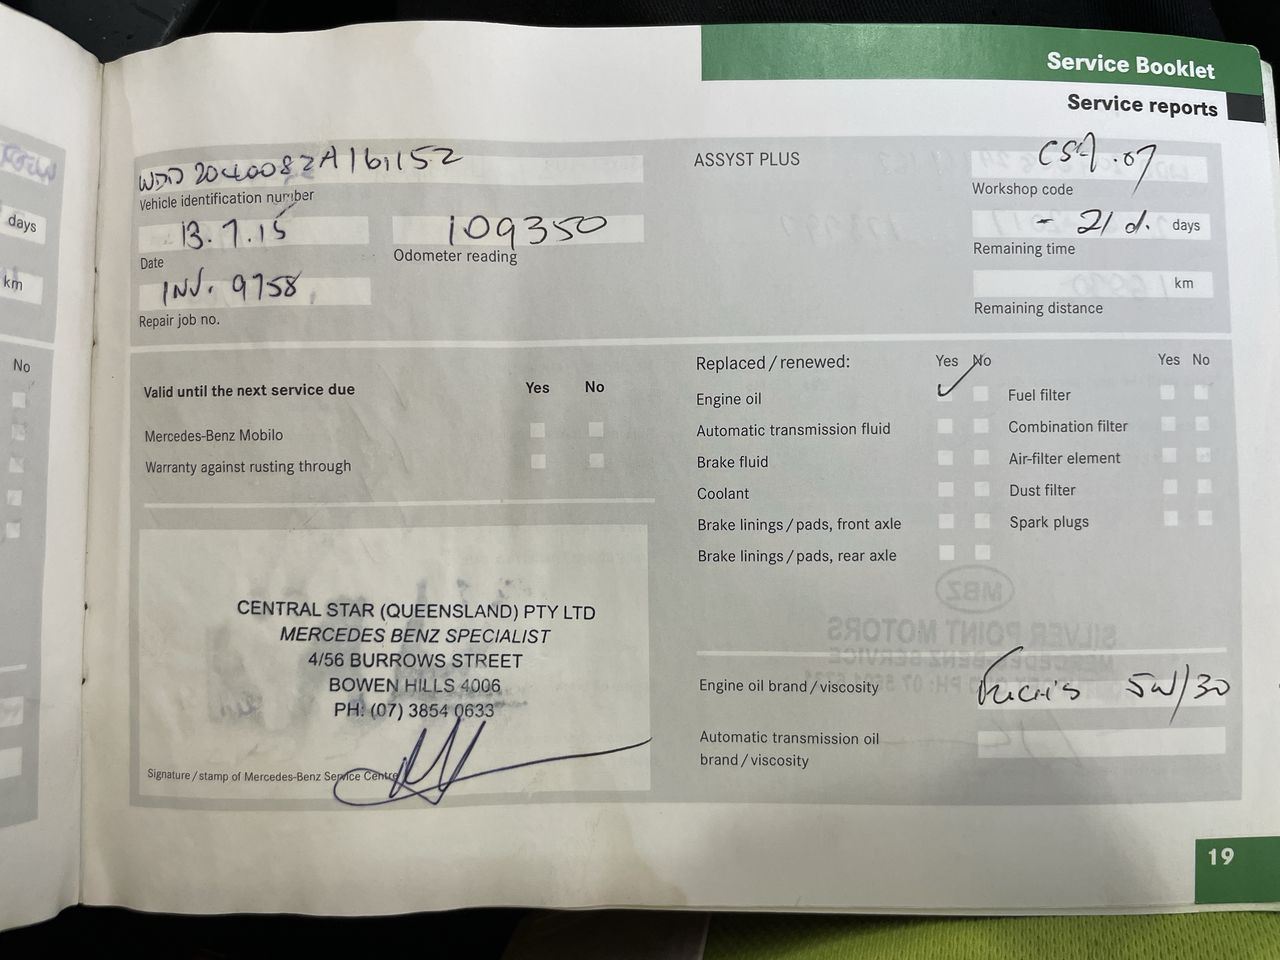 Service Booklet
Service reports
WDD2040082A161152
Vehicle identification number
13.7.15
Date
109350
Odometer reading
INV. 9758
Repair job no.
ASSYST PLUS
Workshop code
- 21 d. days
Remaining time
km
Remaining distance
days
km
No
Valid until the next service due Yes No
Mercedes-Benz Mobilo
Warranty against rusting through
Replaced / renewed: Yes No Yes No
Engine oil
Automatic transmission fluid
Brake fluid
Coolant
Brake linings / pads, front axle
Brake linings / pads, rear axle
Fuel filter
Combination filter
Air-filter element
Dust filter
Spark plugs
CENTRAL STAR (QUEENSLAND) PTY LTD
MERCEDES BENZ SPECIALIST
4/56 BURROWS STREET
BOWEN HILLS 4006
PH: (07) 3854 0633
Signature / stamp of Mercedes-Benz Service Centre
Engine oil brand / viscosity
Fuchs 5W/30
Automatic transmission oil
brand / viscosity
19